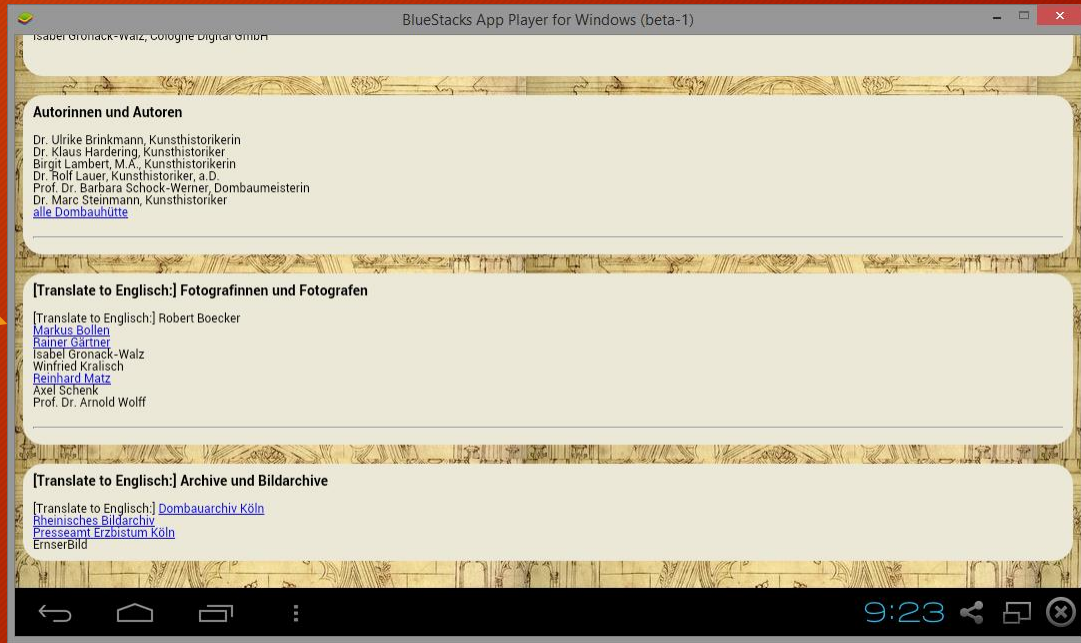 BlueStacks App Player for Windows (beta-1)
Isabel Gronack-Walz, Cologne Digital GmbH
Autorinnen und Autoren
Dr. Ulrike Brinkmann, Kunsthistorikerin
Dr. Klaus Hardering, Kunsthistoriker
Birgit Lambert, M.A., Kunsthistorikerin
Dr. Rolf Lauer, Kunsthistoriker, a.D.
Prof. Dr. Barbara Schock-Werner, Dombaumeisterin
Dr. Marc Steinmann, Kunsthistoriker
alle Dombauhütte
[Translate to Englisch:] Fotografinnen und Fotografen
[Translate to Englisch:] Robert Boecker
Markus Bollen
Rainer Gärtner
Isabel Gronack-Walz
Winfried Kralisch
Reinhard Matz
Axel Schenk
Prof. Dr. Arnold Wolff
[Translate to Englisch:] Archive und Bildarchive
[Translate to Englisch:] Dombauarchiv Köln
Rheinisches Bildarchiv
Presseamt Erzbistum Köln
ErnserBild
9:23